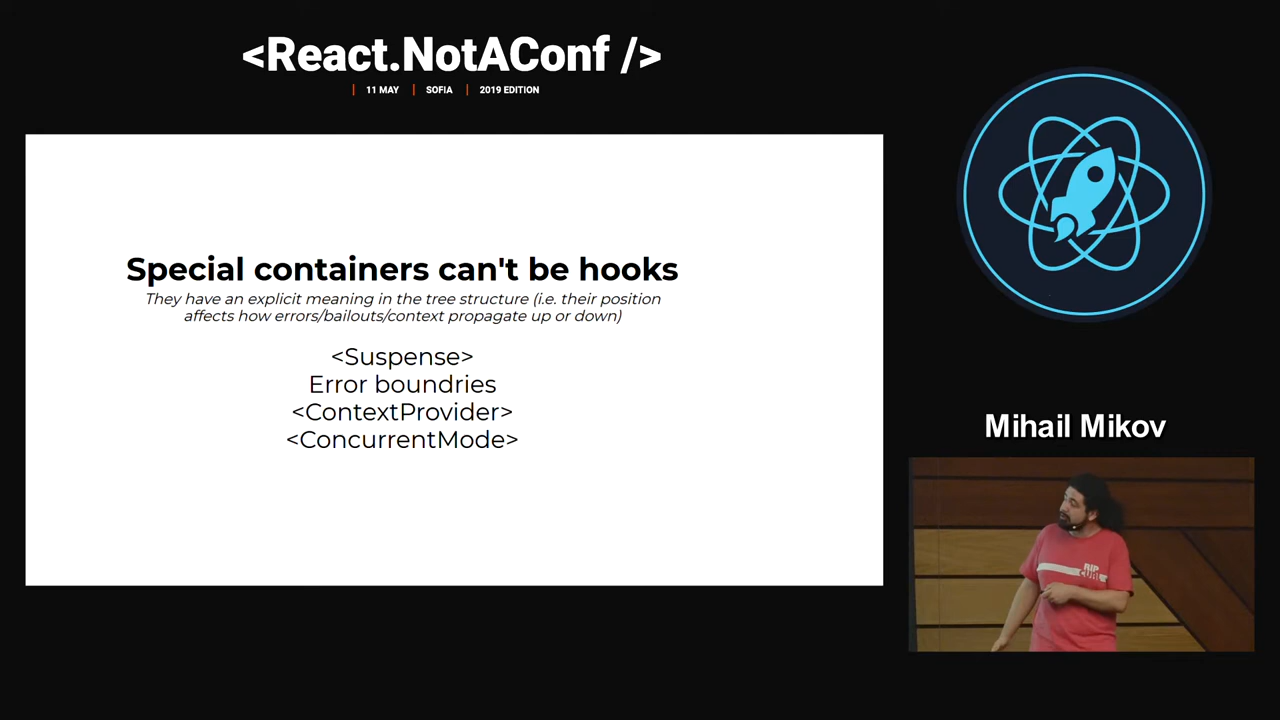 <React.NotAConf />
| 11 MAY | SOFIA | 2019 EDITION
Special containers can't be hooks
They have an explicit meaning in the tree structure (i.e. their position
affects how errors/bailouts/context propagate up or down)
<Suspense>
Error boundries
<ContextProvider>
<ConcurrentMode>
Mihail Mikov
RIP
CURL